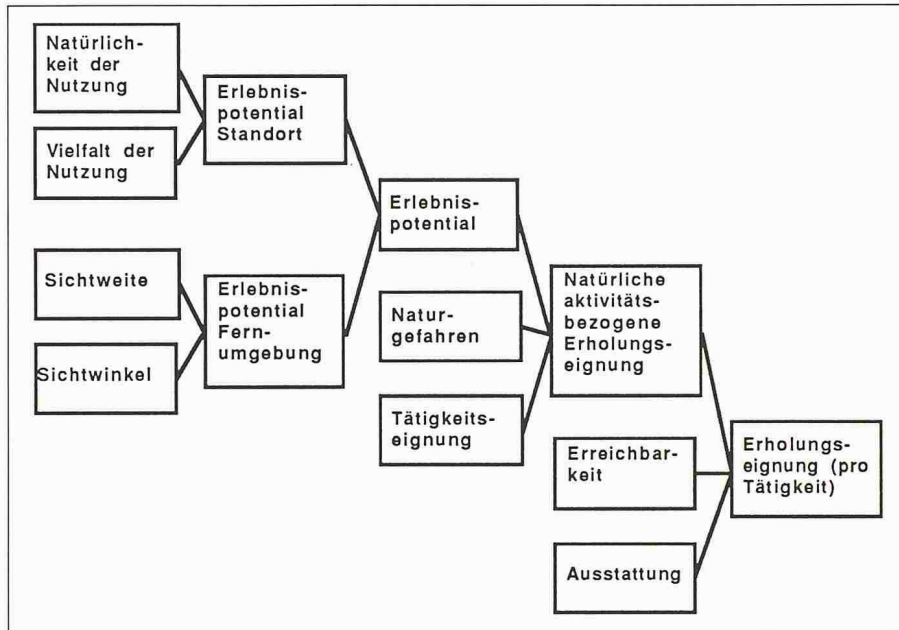 Natürlich-
keit der
Nutzung
Vielfalt der
Nutzung
Erlebnis-
potential
Standort
Sichtweite
Sichtwinkel
Erlebnis-
potential
Fern-
umgebung
Erlebnis-
potential
Natur-
gefahren
Tätigkeits-
eignung
Natürliche
aktivitäts-
bezogene
Erholungs-
eignung
Erreichbar-
keit
Ausstattung
Erholungs-
eignung (pro
Tätigkeit)